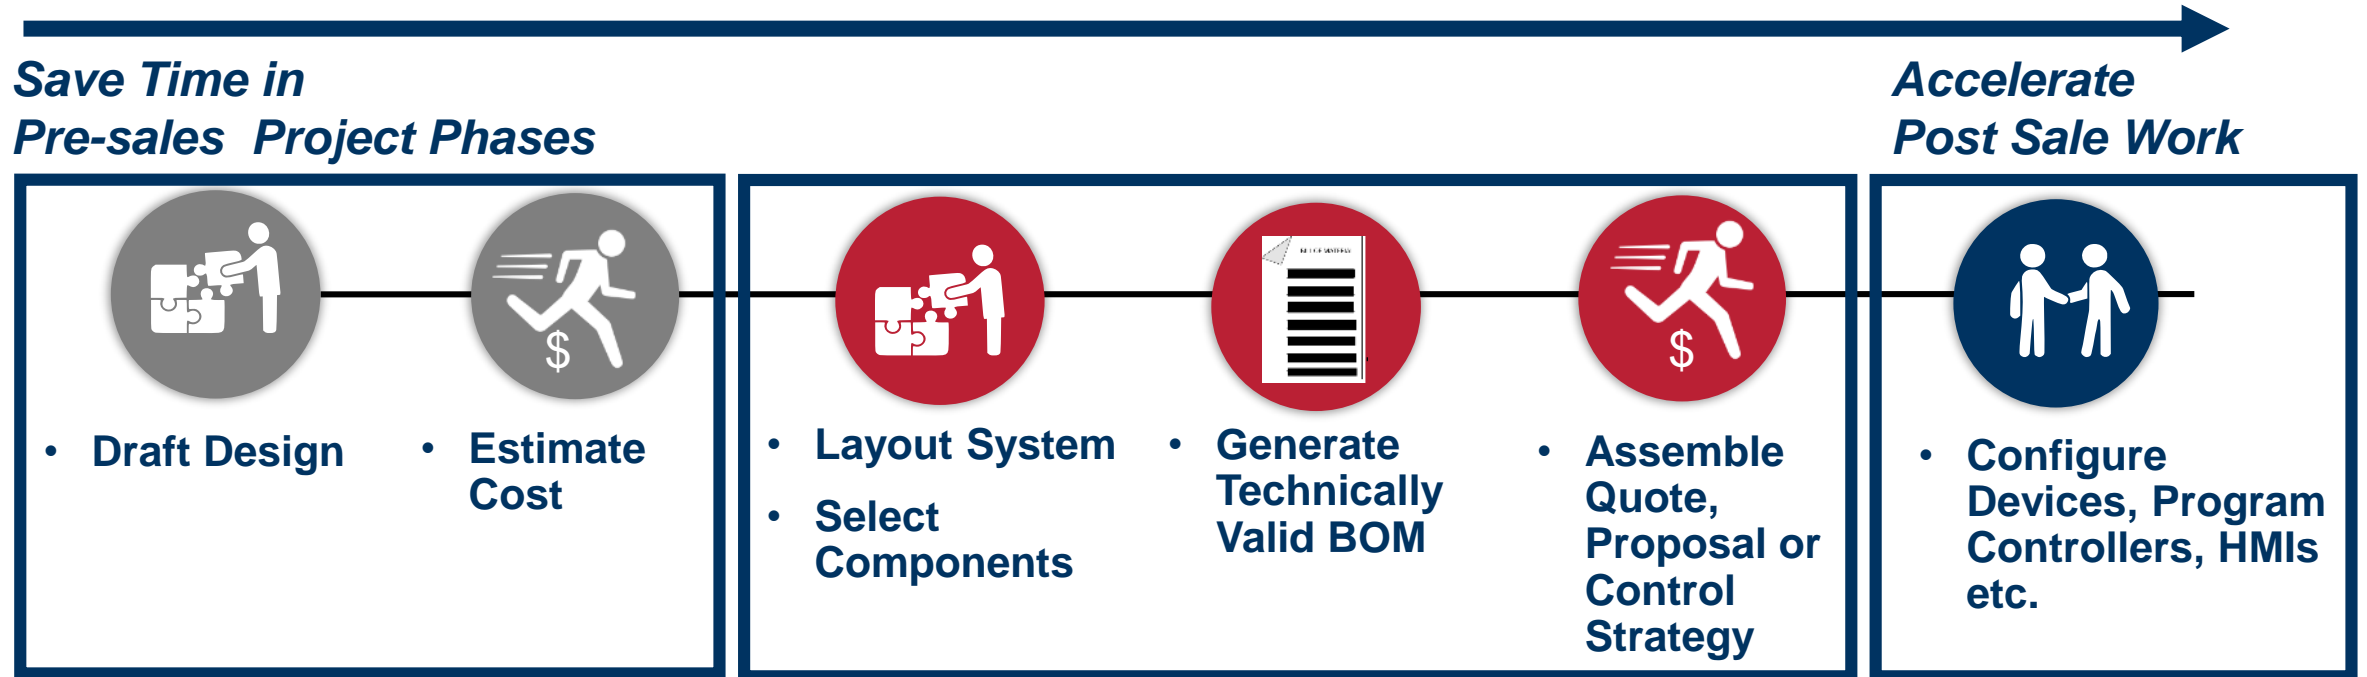 Save Time in
Pre-sales Project Phases
Accelerate
Post Sale Work
$
$
• Draft Design
• Estimate
Cost
• Layout System
• Select
Components
• Generate
Technically
Valid BOM
• Assemble
Quote,
Proposal or
Control
Strategy
• Configure
Devices, Program
Controllers, HMIs
etc.